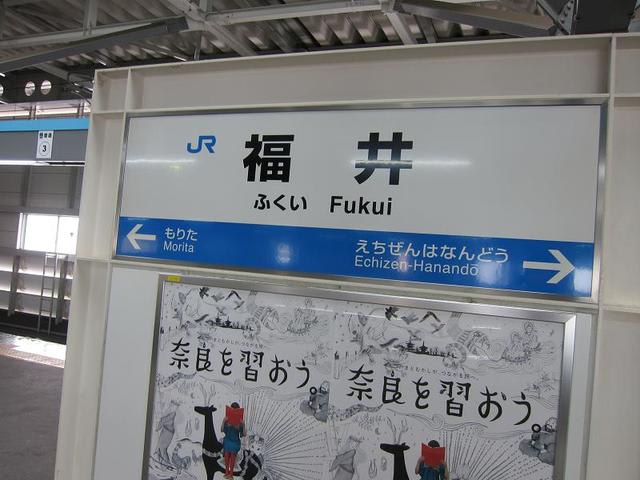 JR 福井
ふくい Fukui
もりた
Morita
えちぜんはなんどう
Echizen-Hanando
3
奈良を習おう。
奈良を習おう。